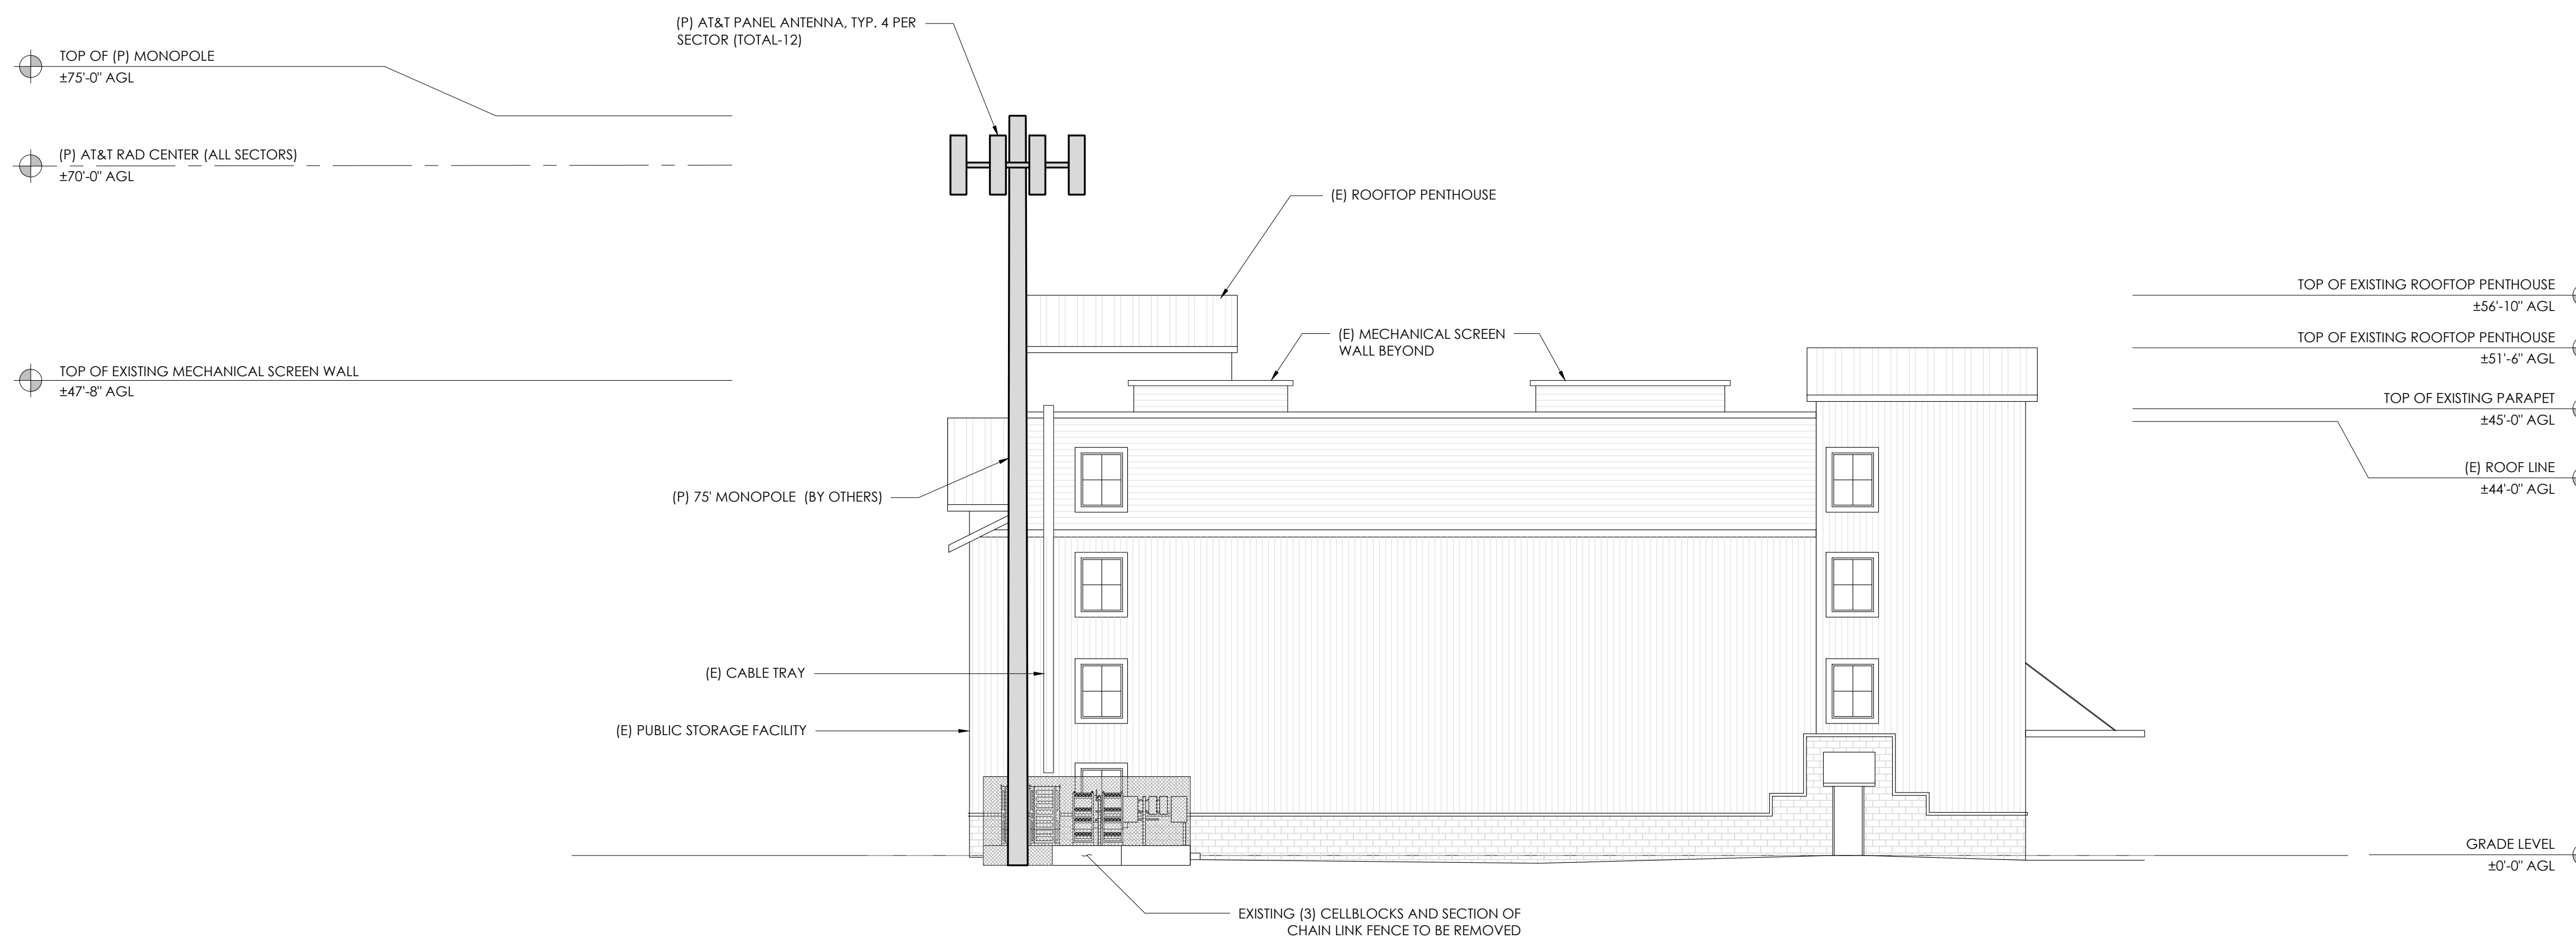 (P) AT&T PANEL ANTENNA, TYP. 4 PER
SECTOR (TOTAL-12)
TOP OF (P) MONOPOLE
±75'-0" AGL
(P) AT&T RAD CENTER (ALL SECTORS)
±70'-0" AGL
(E) ROOFTOP PENTHOUSE
TOP OF EXISTING ROOFTOP PENTHOUSE
±56'-10" AGL
(E) MECHANICAL SCREEN
WALL BEYOND
TOP OF EXISTING ROOFTOP PENTHOUSE
±51'-6" AGL
TOP OF EXISTING MECHANICAL SCREEN WALL
±47'-8" AGL
TOP OF EXISTING PARAPET
±45'-0" AGL
(E) ROOF LINE
±44'-0" AGL
(P) 75' MONOPOLE (BY OTHERS)
(E) CABLE TRAY
(E) PUBLIC STORAGE FACILITY
GRADE LEVEL
±0'-0" AGL
EXISTING (3) CELLBLOCKS AND SECTION OF
CHAIN LINK FENCE TO BE REMOVED